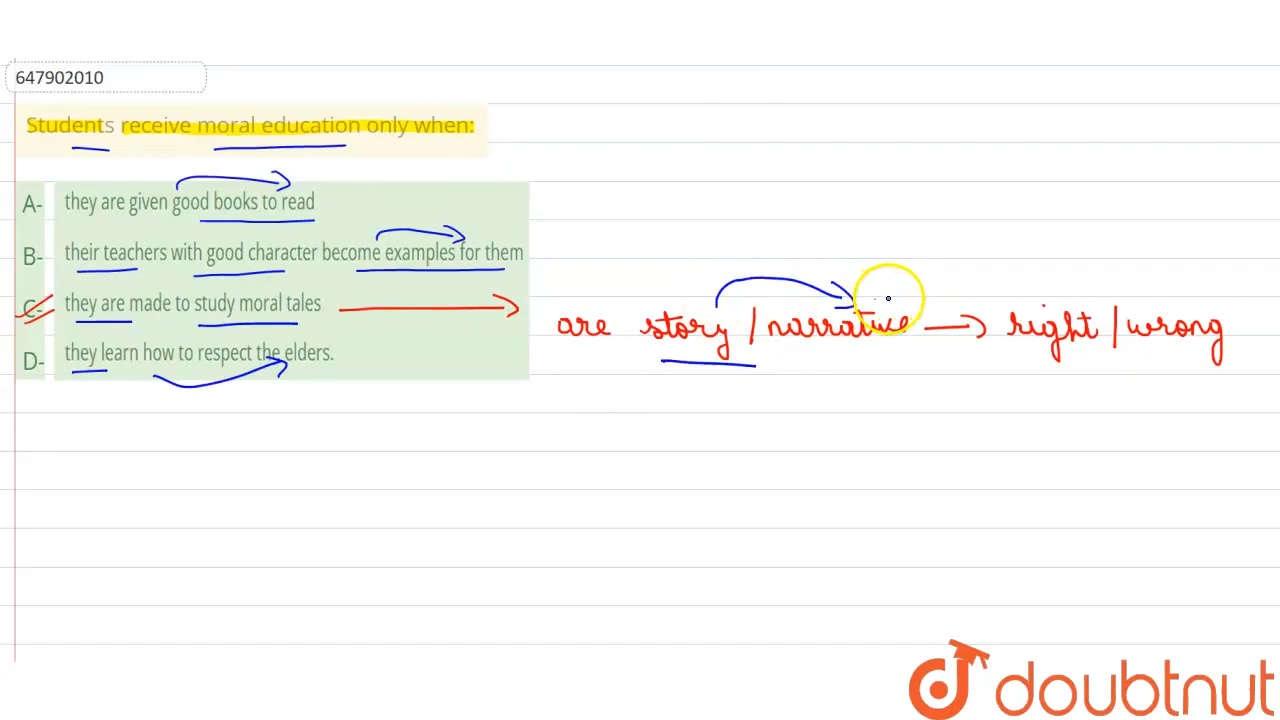 647902010
Students receive moral education only when:
A- they are given good books to read
B- their teachers with good character become examples for them
C- they are made to study moral tales
are story / narrative → right / wrong
D- they learn how to respect the elders.
doubtnut